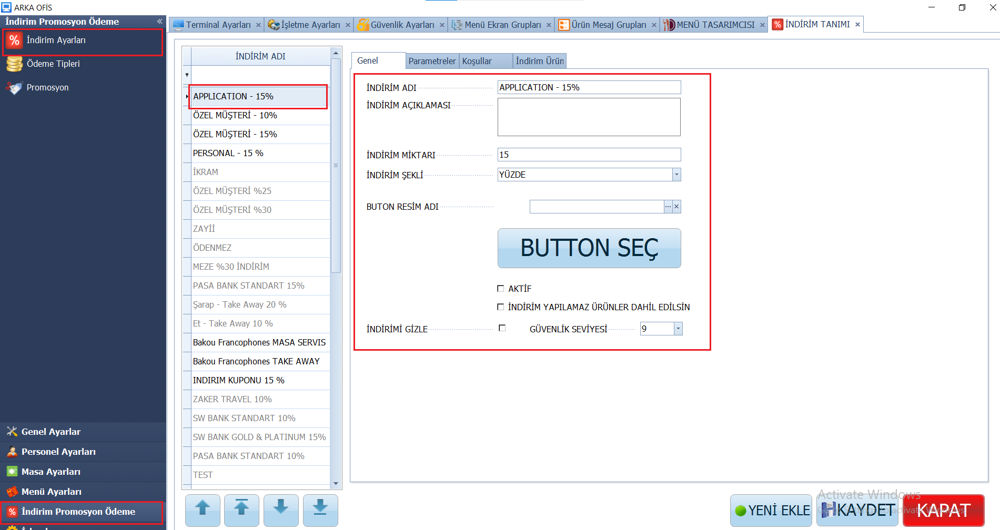 ARKA OFİS
İndirim Promosyon Ödeme
İndirim Ayarları
Ödeme Tipleri
Promosyon
Genel Ayarlar
Personel Ayarları
Masa Ayarları
Menü Ayarları
İndirim Promosyon Ödeme
Terminal Ayarları
İşletme Ayarları
Güvenlik Ayarları
Menü Ekran Grupları
Ürün Mesaj Grupları
MENÜ TASARIMCISI
İNDİRİM TANIMI
İNDİRİM ADI
APPLICATION - 15%
ÖZEL MÜŞTERİ - 10%
ÖZEL MÜŞTERİ - 15%
PERSONAL - 15 %
İKRAM
ÖZEL MÜŞTERİ %25
ÖZEL MÜŞTERİ %30
ZAYİİ
ÖDENMEZ
MEZE %30 İNDİRİM
PASA BANK STANDART 15%
Şarap - Take Away 20 %
Et - Take Away 10 %
Bakou Francophones MASA SERVIS
Bakou Francophones TAKE AWAY
INDIRIM KUPONU 15 %
ZAKER TRAVEL 10%
SW BANK STANDART 10%
SW BANK GOLD & PLATINUM 15%
PASA BANK STANDART 10%
TEST
Genel
Parametreler
Koşullar
İndirim Ürün
İNDİRİM ADI
APPLICATION - 15%
İNDİRİM AÇIKLAMASI
İNDİRİM MİKTARI
15
İNDİRİM ŞEKLİ
YÜZDE
BUTON RESİM ADI
BUTTON SEÇ
AKTİF
İNDİRİM YAPILAMAZ ÜRÜNLER DAHİL EDİLSİN
İNDİRİMİ GİZLE
GÜVENLİK SEVİYESİ
9
Activate Windows
Go to Settings to activate Windows.
YENİ EKLE
KAYDET
KAPAT